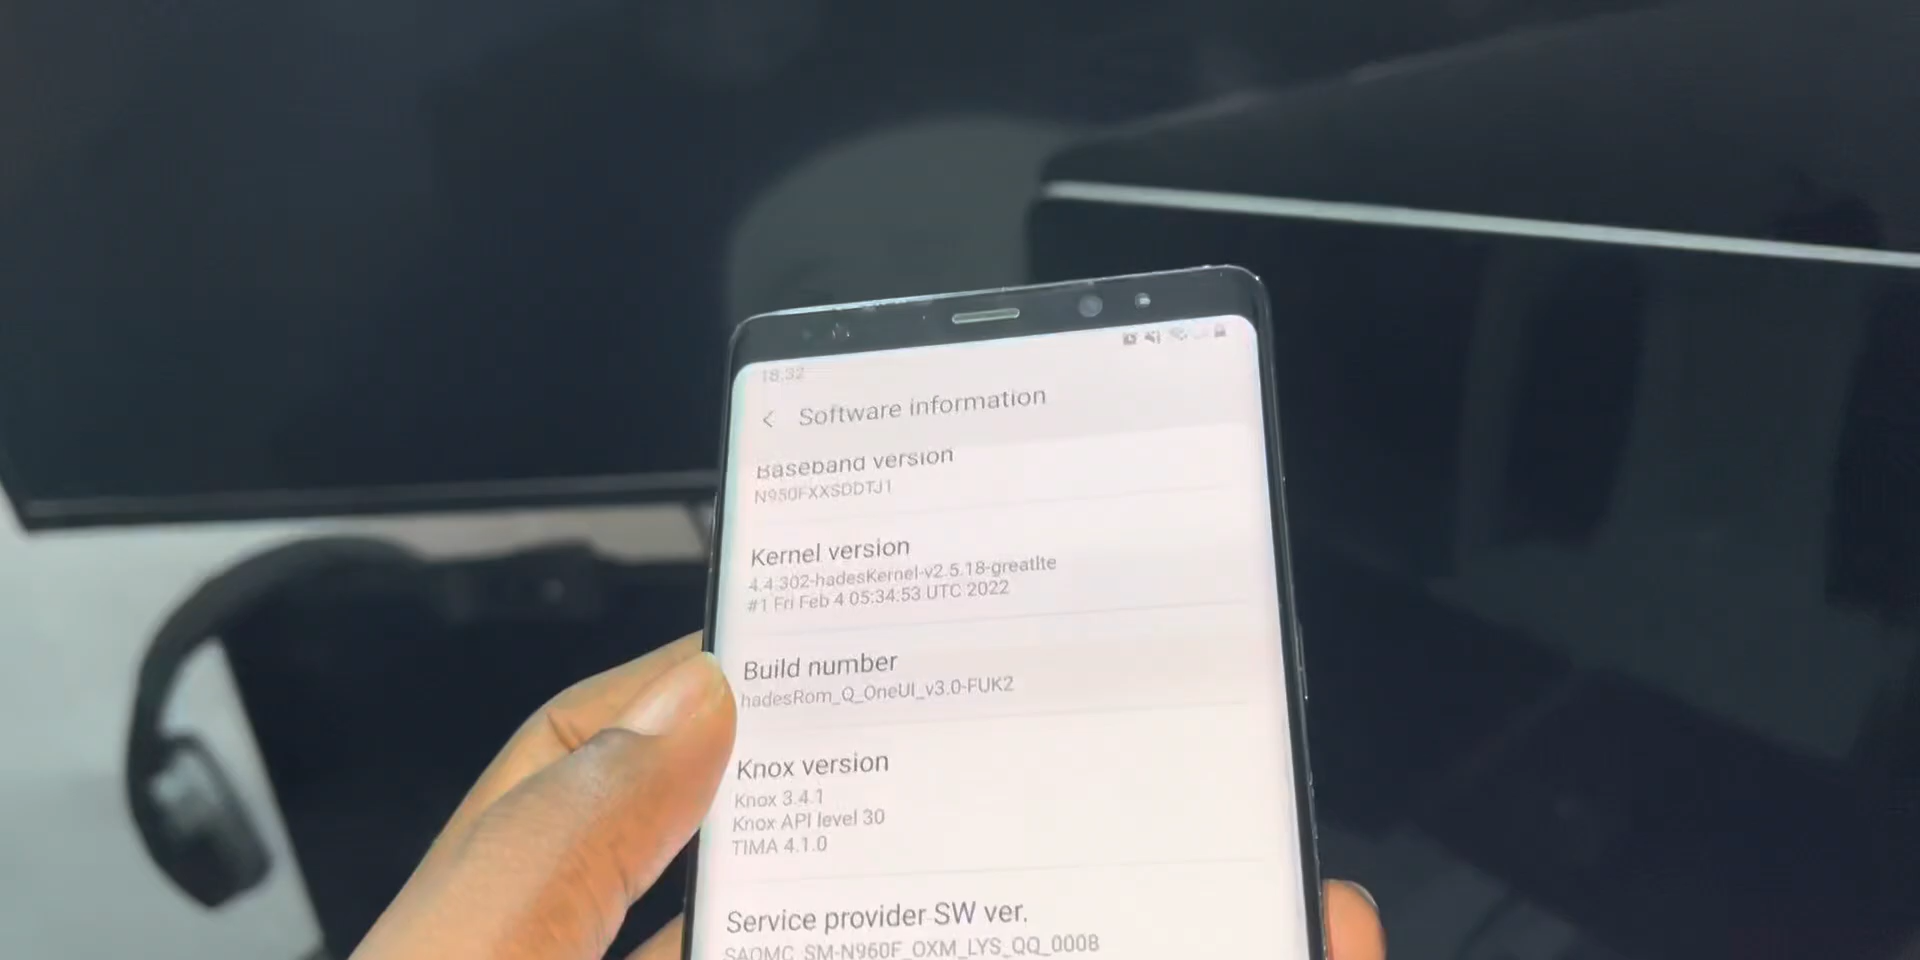 18:32
Software information
Baseband version
N950FXXSDDTJ1
Kernel version
4.4.302-hadesKernel-v2.5.18-greatlte
#1 Fri Feb 4 05:34:53 UTC 2022
Build number
hadesRom_Q_OneUI_v3.0-FUK2
Knox version
Knox 3.4.1
Knox API level 30
TIMA 4.1.0
Service provider SW ver.
SAOMC_SM-N960F_OXM_LYS_QQ_0008